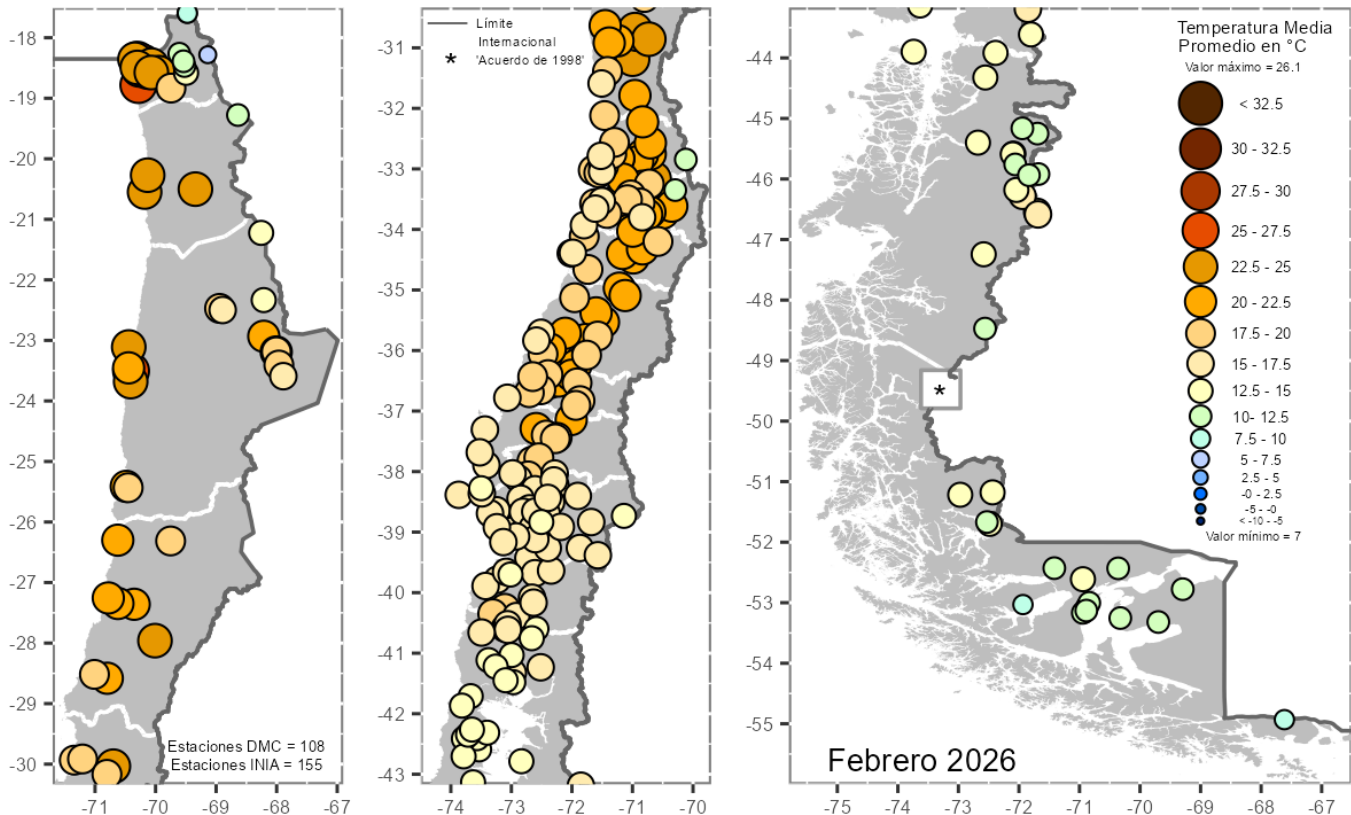 -18
-19
-20
-21
-22
-23
-24
-25
-26
-27
-28
-29
-30
-71
-70
-69
-68
-67
Estaciones DMC = 108
Estaciones INIA = 155
-31
-32
-33
-34
-35
-36
-37
-38
-39
-40
-41
-42
-43
-74
-73
-72
-71
-70
Límite
Internacional
* 'Acuerdo de 1998'
-44
-45
-46
-47
-48
-49
-50
-51
-52
-53
-54
-55
-75
-74
-73
-72
-71
-70
-69
-68
-67
*
Febrero 2026
Temperatura Media
Promedio en °C
Valor máximo = 26.1
< 32.5
30 - 32.5
27.5 - 30
25 - 27.5
22.5 - 25
20 - 22.5
17.5 - 20
15 - 17.5
12.5 - 15
10- 12.5
7.5 - 10
5 - 7.5
2.5 - 5
-0 - 2.5
-5 - -0
< -10 - -5
Valor mínimo = 7